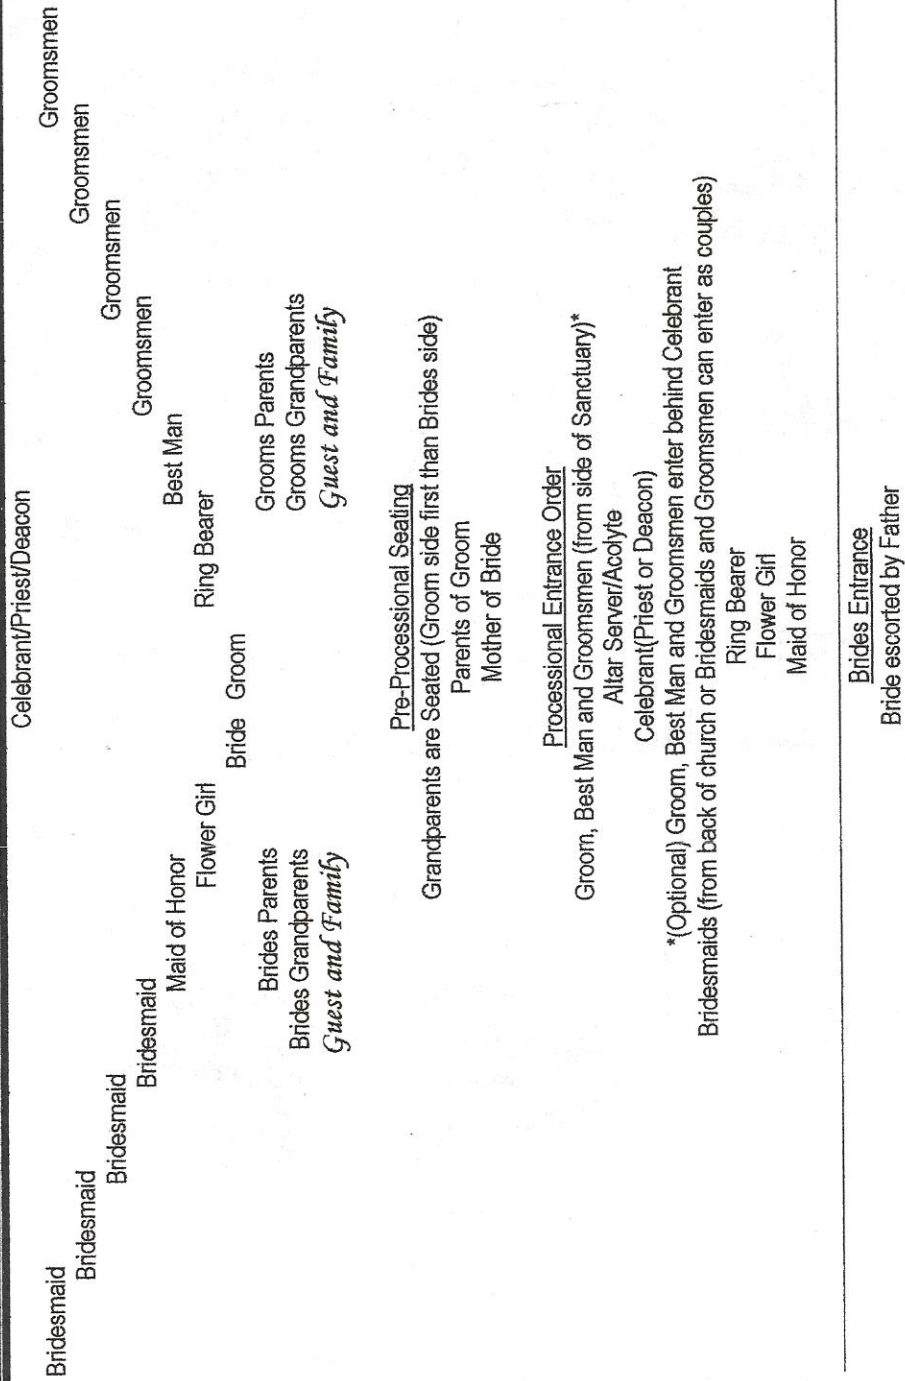 Celebrant/Priest/Deacon
Bridesmaid Groomsmen
Bridesmaid Groomsmen
Bridesmaid Groomsmen
Bridesmaid Groomsmen
Maid of Honor Best Man
Flower Girl Ring Bearer
Bride Groom
Brides Parents Grooms Parents
Brides Grandparents Grooms Grandparents
Guest and Family Guest and Family
Pre-Processional Seating
Grandparents are Seated (Groom side first than Brides side)
Parents of Groom
Mother of Bride
Processional Entrance Order
Groom, Best Man and Groomsmen (from side of Sanctuary)*
Altar Server/Acolyte
Celebrant(Priest or Deacon)
*(Optional) Groom, Best Man and Groomsmen enter behind Celebrant
Bridesmaids (from back of church or Bridesmaids and Groomsmen can enter as couples)
Ring Bearer
Flower Girl
Maid of Honor
Brides Entrance
Bride escorted by Father